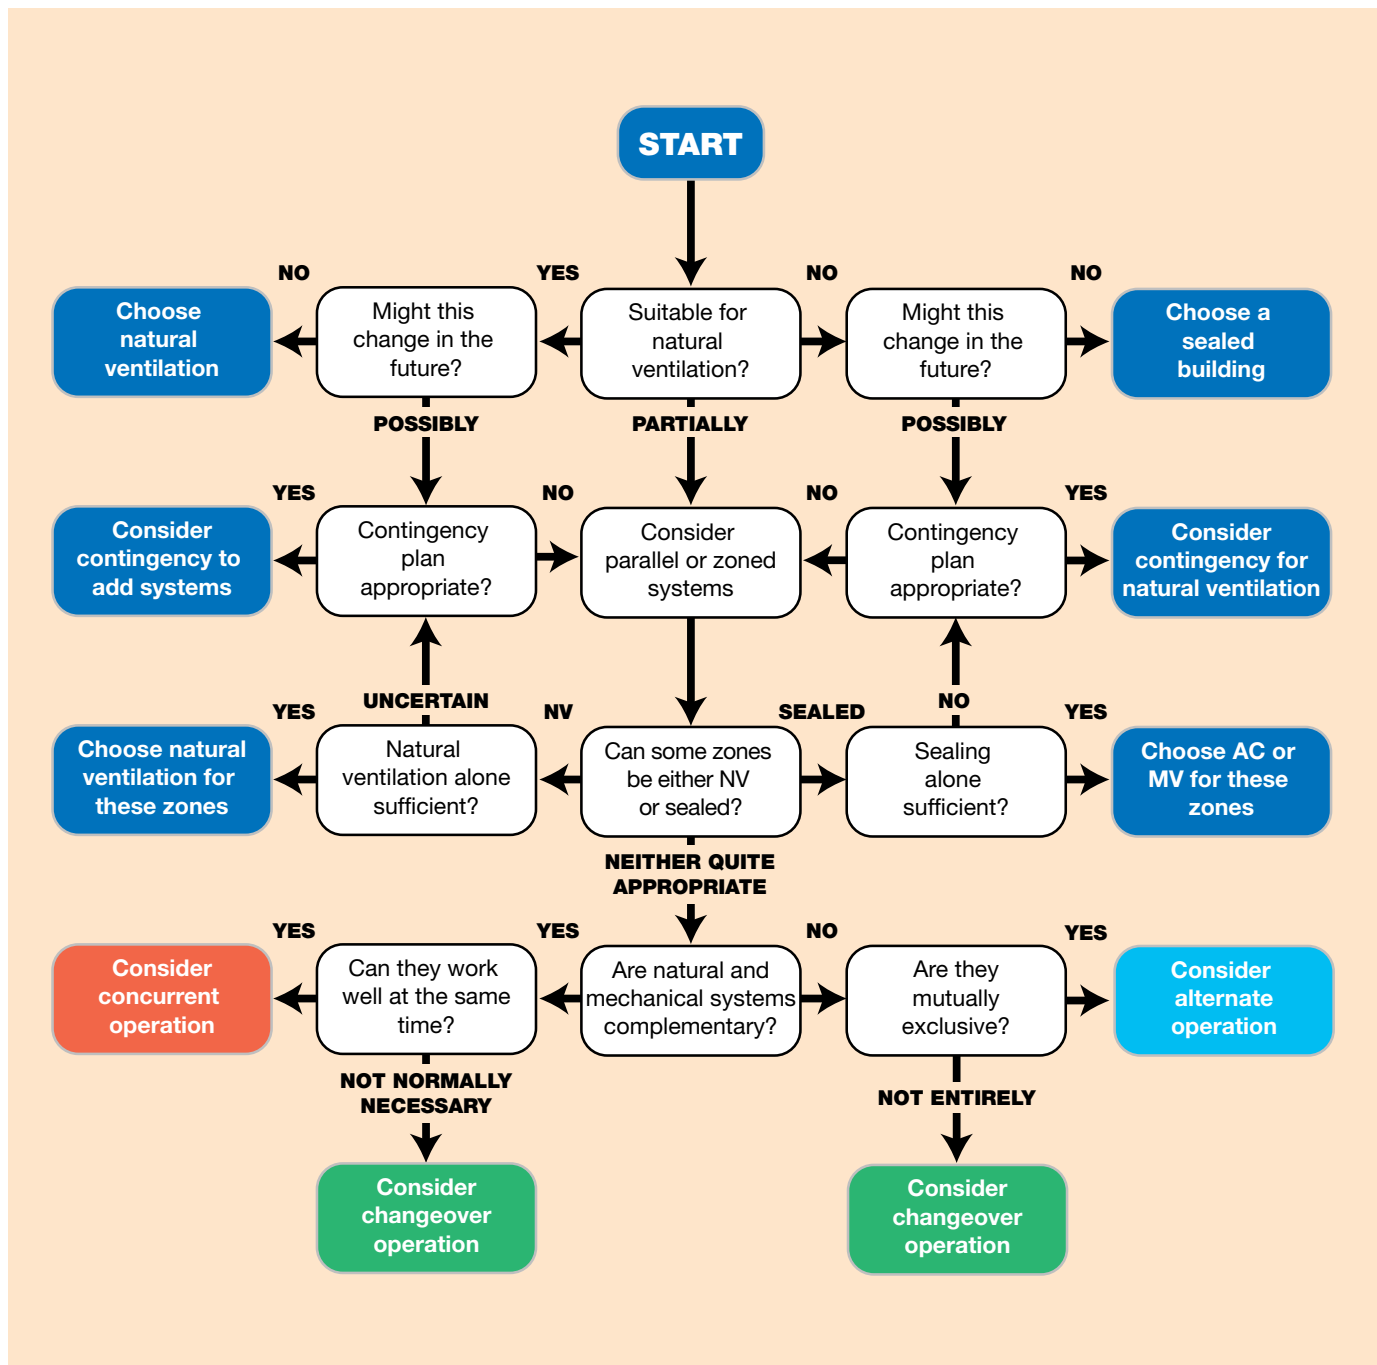 START
NO
YES
NO
NO
Choose
natural
ventilation
Might this
change in the
future?
Suitable for
natural
ventilation?
Might this
change in the
future?
Choose a
sealed
building
POSSIBLY
PARTIALLY
POSSIBLY
YES
NO
NO
YES
Consider
contingency to
add systems
Contingency
plan
appropriate?
Consider
parallel or zoned
systems
Contingency
plan
appropriate?
Consider
contingency for
natural ventilation
UNCERTAIN
NO
YES
NV
SEALED
YES
Choose natural
ventilation for
these zones
Natural
ventilation alone
sufficient?
Can some zones
be either NV
or sealed?
Sealing
alone
sufficient?
Choose AC or
MV for these
zones
NEITHER QUITE
APPROPRIATE
YES
YES
NO
YES
Consider
concurrent
operation
Can they work
well at the same
time?
Are natural and
mechanical systems
complementary?
Are they
mutually
exclusive?
Consider
alternate
operation
NOT NORMALLY
NECESSARY
NOT ENTIRELY
Consider
changeover
operation
Consider
changeover
operation